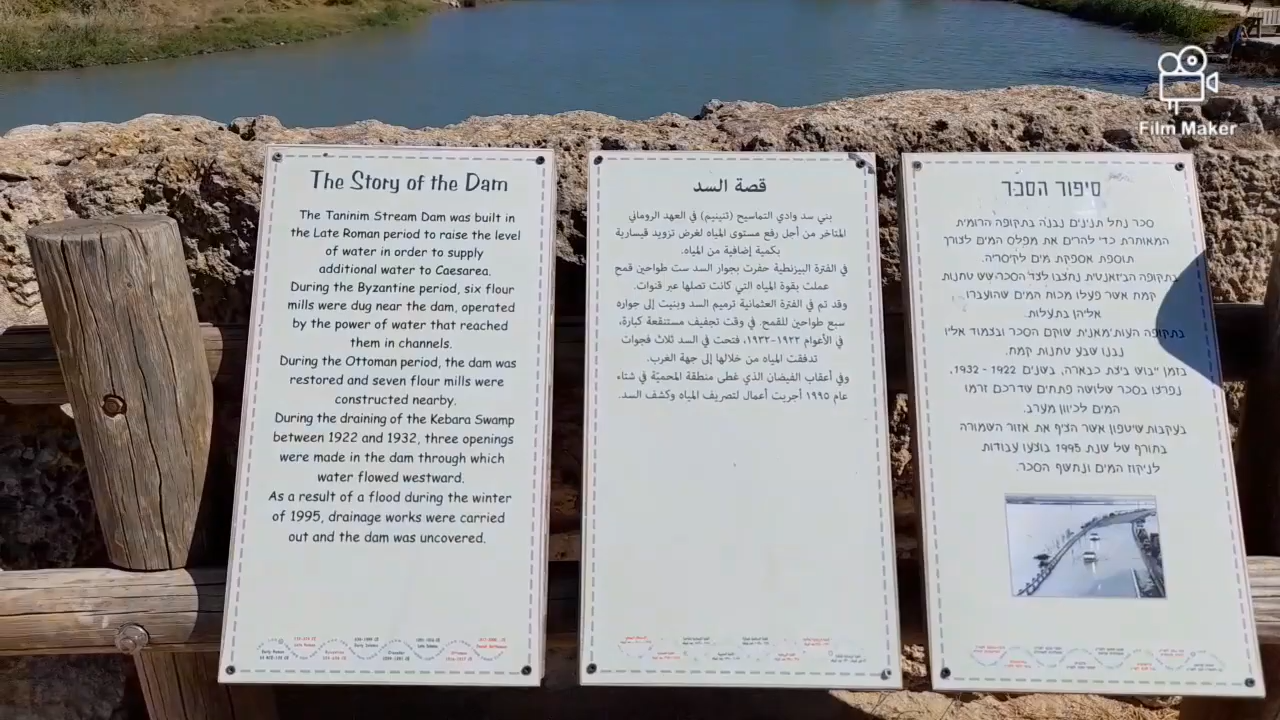 Film Maker
The Story of the Dam
The Taninim Stream Dam was built in
the Late Roman period to raise the level
of water in order to supply
additional water to Caesarea.
During the Byzantine period, six flour
mills were dug near the dam, operated
by the power of water that reached
them in channels.
During the Ottoman period, the dam was
restored and seven flour mills were
constructed nearby.
During the draining of the Kebara Swamp
between 1922 and 1932, three openings
were made in the dam through which
water flowed westward.
As a result of a flood during the winter
of 1995, drainage works were carried
out and the dam was uncovered.
قصة السد
بني سد وادي التماسيح (تنينيم) في العهد الروماني
المتاخر من أجل رفع مستوى المياه لغرض تزويد قيسارية
بكمية إضافية من المياه.
في الفترة البيزنطية حفرت بجوار السد ست طواحين قمح
عملت بقوة المياه التي كانت تصلها عبر قنوات.
وقد تم في الفترة العثمانية ترميم السد وبنيت إلى جواره
سبع طواحين للقمح. في وقت تجفيف مستنقعة كبارة،
في الأعوام ١٩٢٢-١٩٣٢، فتحت في السد ثلاث فجوات
تدفقت المياه من خلالها إلى جهة الغرب.
وفي أعقاب الفيضان الذي غطى منطقة المحميّة في شتاء
عام ١٩٩٥ أجريت أعمال لتصريف المياه وكشف السد.
סיפור הסכר
סכר נחל תנינים נבנה בתקופה הרומית
המאוחרת כדי להרים את מפלס המים לצורך
תוספת אספקת מים לקיסריה.
בתקופה הביזאנטית נחצבו לצד הסכר שש טחנות
קמח אשר פעלו מכוח המים שהועברו
אליהן בתעלות.
בתקופה העות'מאנית שוקם הסכר ובצמוד אליו
נבנו שבע טחנות קמח.
בזמן ייבוש ביצת כבארה, בשנים 1922 - 1932,
נפרצו בסכר שלושה פתחים שדרכם זרמו
המים לכיוון מערב.
בעקבות שיטפון אשר הציף את אזור השמורה
בחורף של שנת 1995 בוצעו עבודות
לניקוז המים ונחשף הסכר.